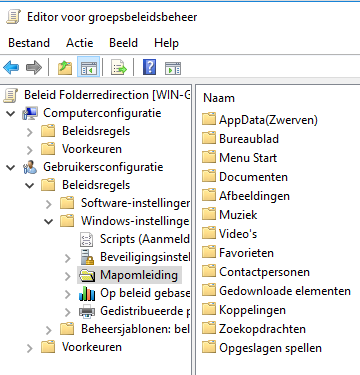 Editor voor groepsbeleidsbeheer
Bestand Actie Beeld Help
Beleid Folderredirection [WIN-G
Computerconfiguratie
Beleidsregels
Voorkeuren
Gebruikersconfiguratie
Beleidsregels
Software-instellinger
Windows-instellinge
Scripts (Aanmeld
Beveiligingsinstel
Mapomleiding
Op beleid gebase
Gedistribueerde p
Beheersjablonen: bel
Voorkeuren
Naam
AppData(Zwerven)
Bureaublad
Menu Start
Documenten
Afbeeldingen
Muziek
Video's
Favorieten
Contactpersonen
Gedownloade elementen
Koppelingen
Zoekopdrachten
Opgeslagen spellen